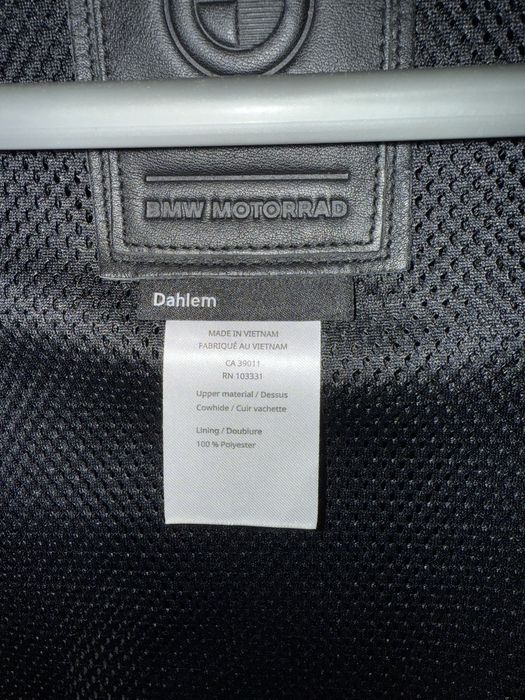 BMW MOTORRAD
Dahlem
MADE IN VIETNAM
FABRIQUÉ AU VIETNAM
CA 39011
RN 103331
Upper material / Dessus
Cowhide / Cuir vachette
Lining / Doublure
100 % Polyester